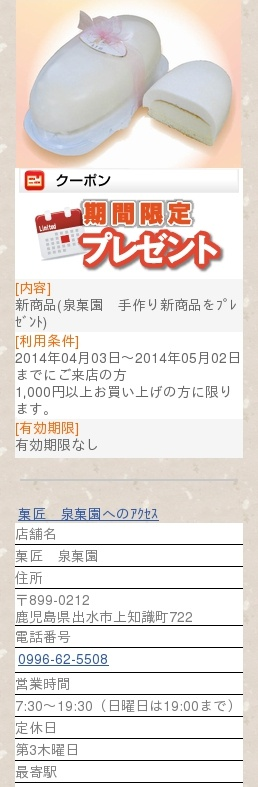 クーポン
Limited
期間限定
プレゼント
[内容]
新商品(泉菓園　手作り新商品をﾌﾟﾚ
ｾﾞﾝﾄ)
[利用条件]
2014年04月03日～2014年05月02日
までにご来店の方
1,000円以上お買い上げの方に限り
ます。
[有効期限]
有効期限なし
菓匠　泉菓園へのｱｸｾｽ
店舗名
菓匠　泉菓園
住所
〒899-0212
鹿児島県出水市上知識町722
電話番号
0996-62-5508
営業時間
7:30～19:30（日曜日は19:00まで）
定休日
第3木曜日
最寄駅